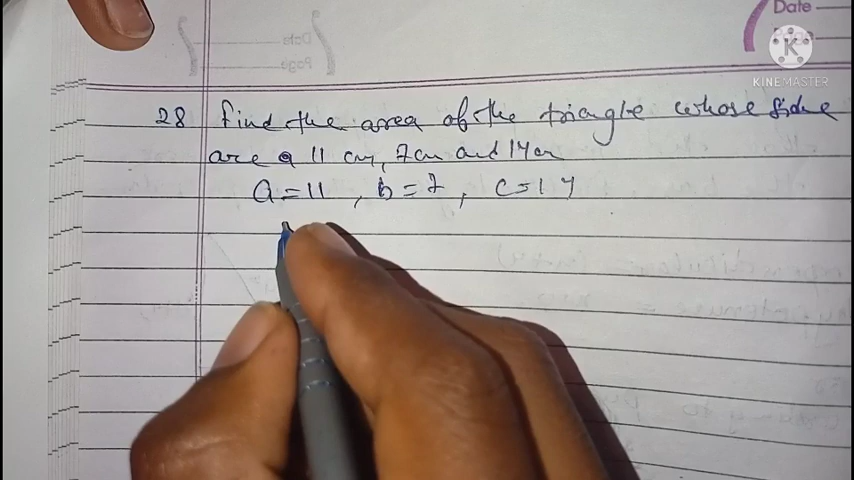 Date
Page
KINEMASTER
28 find the area of the triangle whose side
are a 11 cm, 7cm and 14cm
a = 11 , b = 7 , c = 14